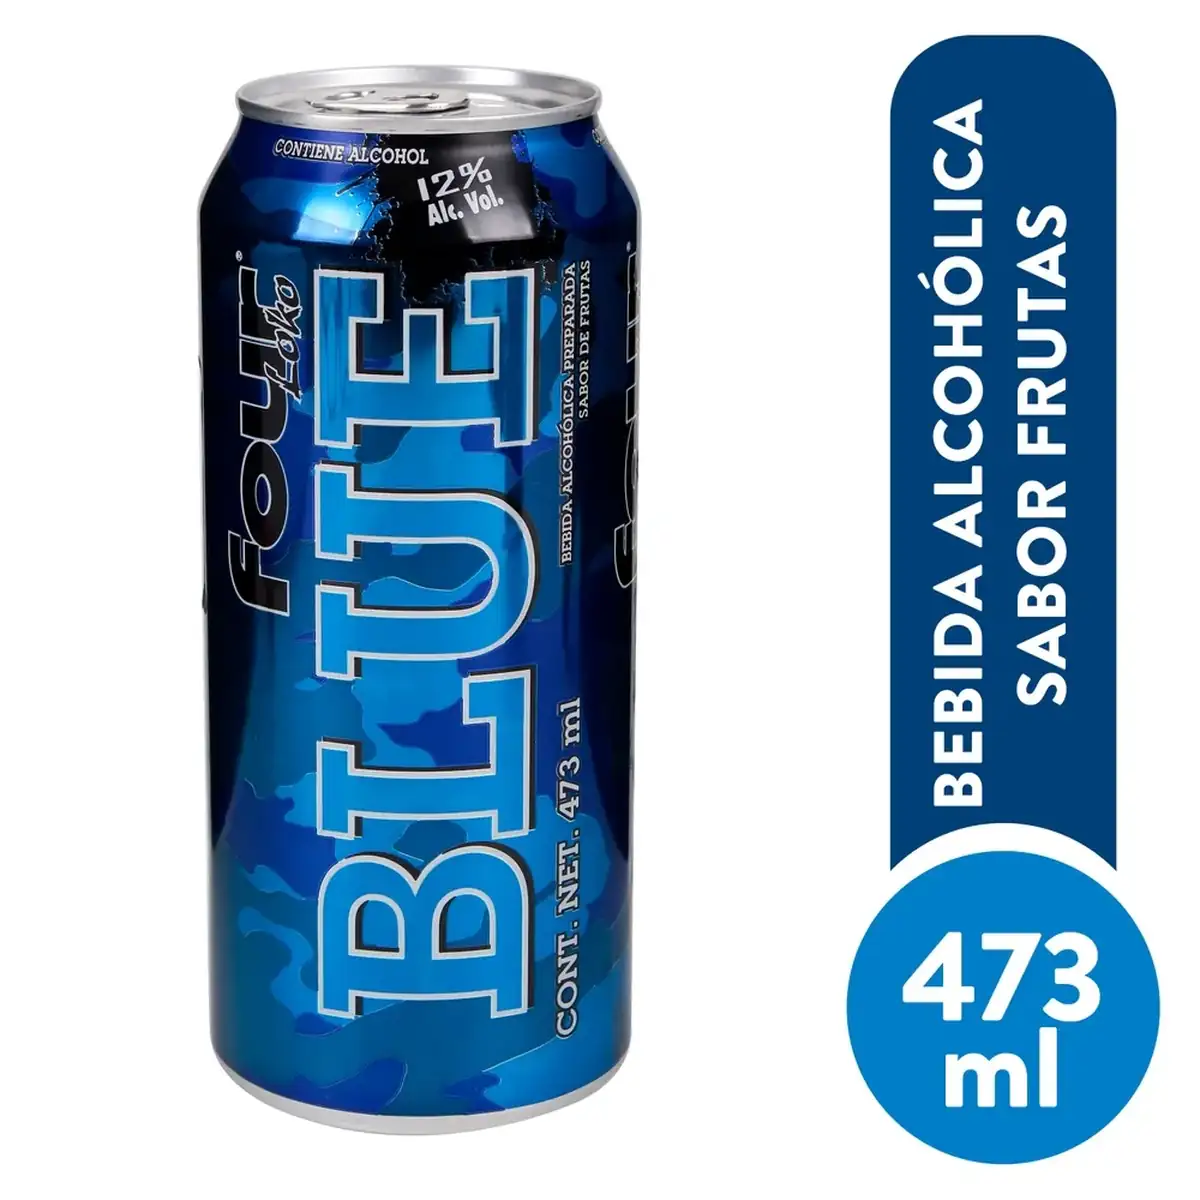 CONTIENE ALCOHOL
12%
Alc. Vol.
four
Loko
®
BLUE
BEBIDA ALCOHÓLICA PREPARADA
SABOR DE FRUTAS
CONT. NET. 473 ml
BEBIDA ALCOHÓLICA
SABOR FRUTAS
473
ml